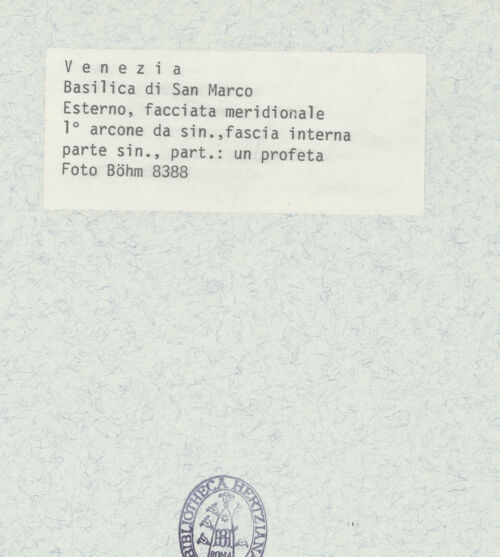 V e n e z i a
Basilica di San Marco
Esterno, facciata meridionale
1° arcone da sin.,fascia interna
parte sin., part.: un profeta
Foto Böhm 8388
BIBLIOTHECA HERTZIANA
ROMA